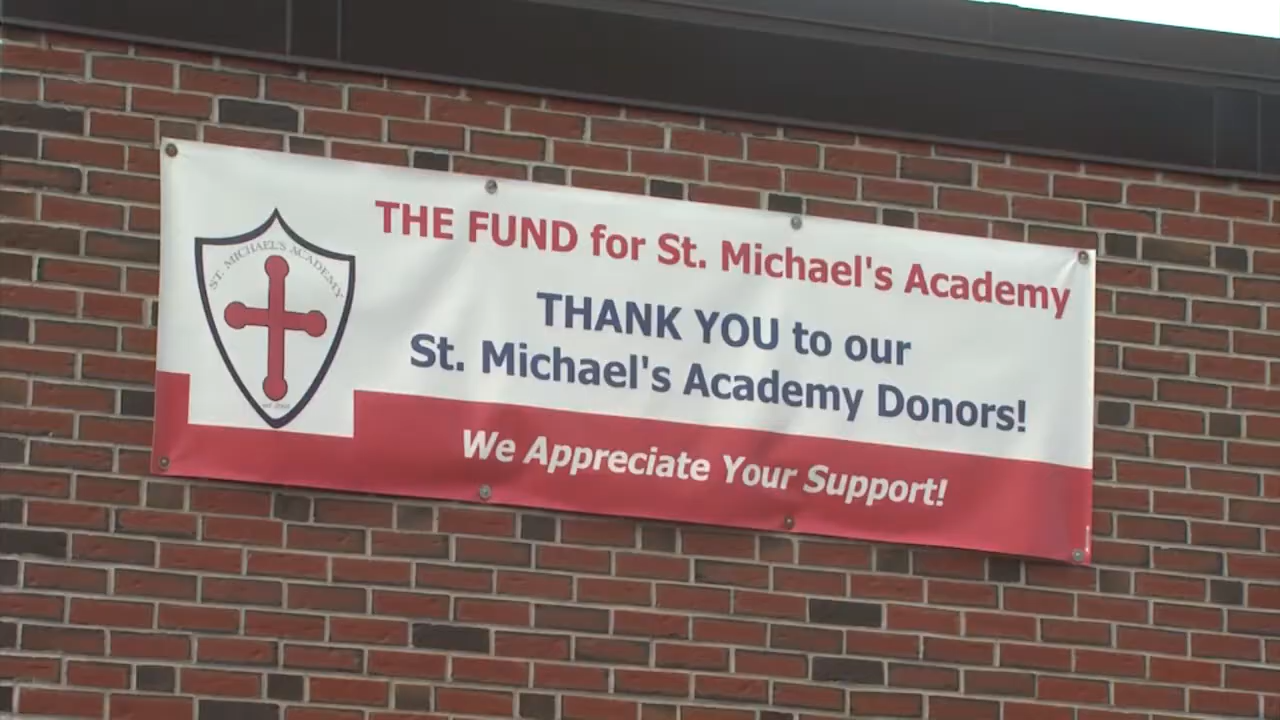 ST. MICHAEL'S ACADEMY
THE FUND for St. Michael's Academy
THANK YOU to our
St. Michael's Academy Donors!
We Appreciate Your Support!